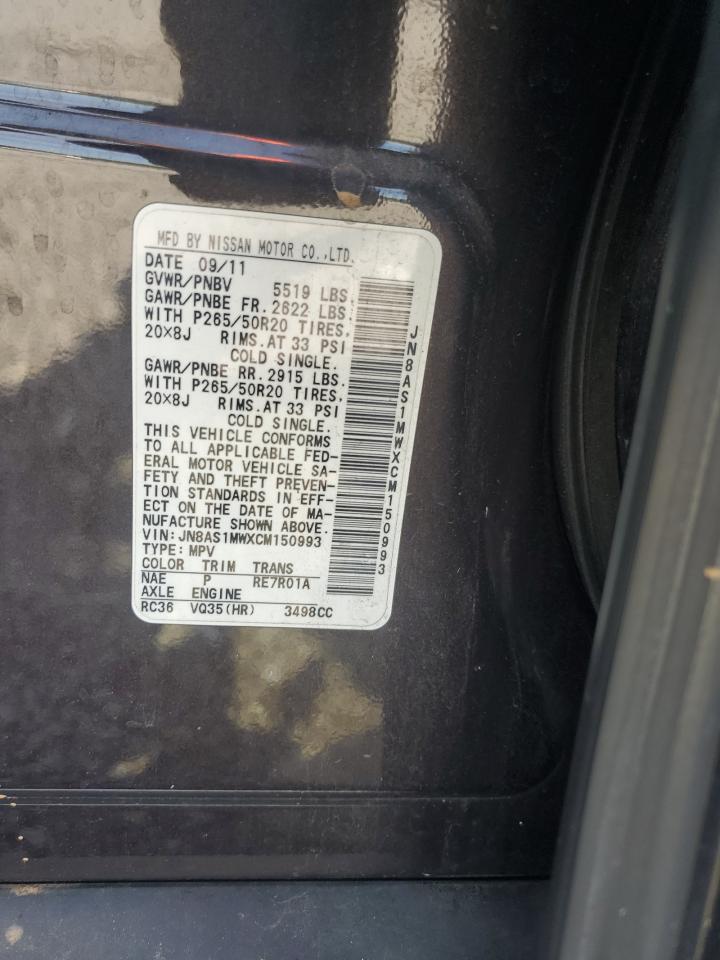 MFD BY NISSAN MOTOR CO.,LTD.
DATE 09/11
GVWR/PNBV 5519 LBS.
GAWR/PNBE FR. 2622 LBS.
WITH P265/50R20 TIRES,
20×8J RIMS. AT 33 PSI
COLD SINGLE.
GAWR/PNBE RR. 2915 LBS.
WITH P265/50R20 TIRES,
20×8J RIMS. AT 33 PSI
COLD SINGLE.
THIS VEHICLE CONFORMS
TO ALL APPLICABLE FED-
ERAL MOTOR VEHICLE SA-
FETY AND THEFT PREVEN-
TION STANDARDS IN EFF-
ECT ON THE DATE OF MA-
NUFACTURE SHOWN ABOVE.
VIN:JN8AS1MWXCM150993
TYPE:MPV
COLOR TRIM TRANS
NAE P RE7R01A
AXLE ENGINE
RC36 VQ35(HR) 3498CC
JN8AS1MWXCM150993